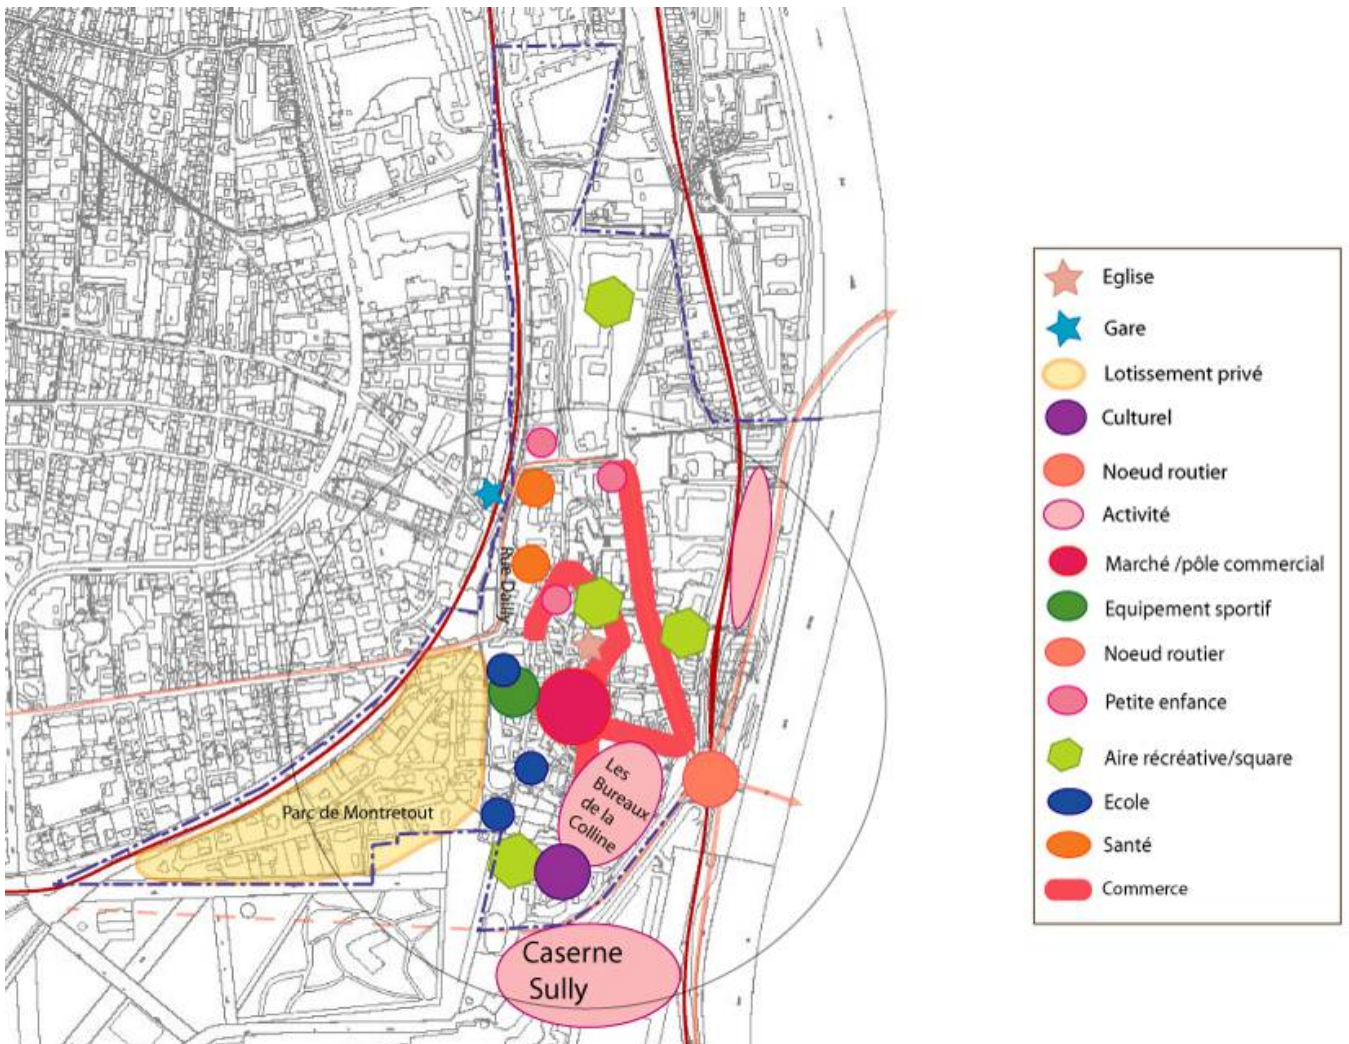 Rue Dailly
Parc de Montretout
Les
Bureaux
de la
Colline
Caserne
Sully
Eglise
Gare
Lotissement privé
Culturel
Noeud routier
Activité
Marché /pôle commercial
Equipement sportif
Noeud routier
Petite enfance
Aire récréative/square
Ecole
Santé
Commerce